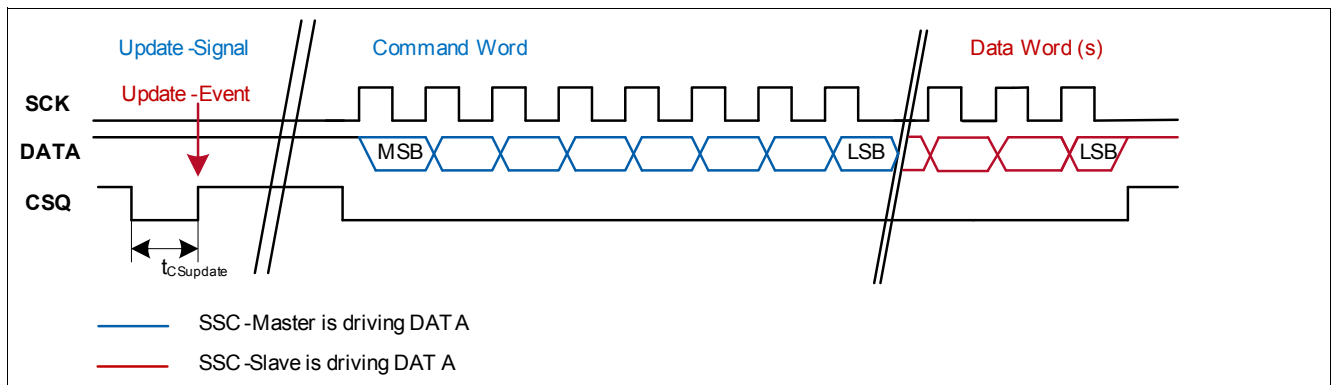 Update -Signal
Command Word
Data Word (s)
SCK
Update -Event
DATA
MSB
LSB
LSB
CSQ
tCSupdate
SSC -Master is driving DAT A
SSC-Slave is driving DAT A